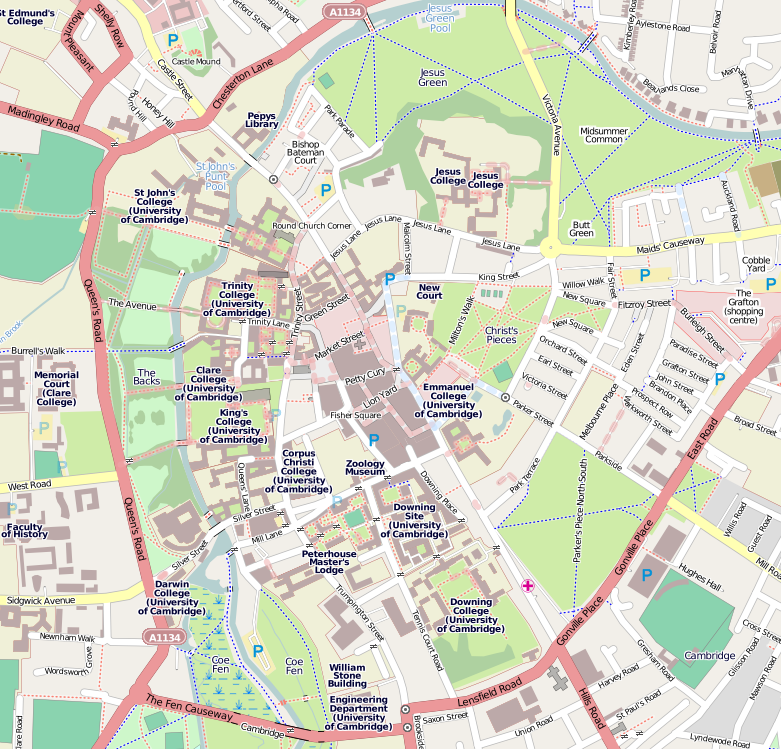 St Edmund's
College
Shelly Row
Mount
Pleasant
P
Castle Mound
Castle Street
A1134
Chesterton Lane
Jesus
Green
Pool
Kimberley Road
Aylestone Road
Belvoir Road
Beaulands Close
Manhattan Drive
Honey Hill
Madingley Road
Pepys
Library
Park Parade
Jesus
Green
Victoria Avenue
Midsummer
Common
Bishop
Bateman
Court
St John's
Punt
Pool
P
Jesus
College
Jesus
College
St John's
College
(University
of Cambridge)
Auckland Road
Round Church Corner
Jesus Lane
Jesus Lane
Jesus Lane
Jesus Lane
Malcolm Street
Butt
Green
Maids' Causeway
Queen's Road
King Street
P
Fair Street
P
Cobble
Yard
P
Willow Walk
New Square
Fitzroy Street
The
Grafton
(shopping
centre)
Trinity
College
(University
of Cambridge)
The Avenue
Trinity Lane
Trinity Street
Green Street
New
Court
P
Milton's Walk
Christ's
Pieces
New Square
Burleigh Street
Market Street
Orchard Street
Eden Street
Paradise Street
Earl Street
Grafton Street
John Street
P
Burrell's Walk
Memorial
Court
(Clare
College)
The
Backs
Clare
College
(University
of Cambridge)
Petty Cury
Lion Yard
Emmanuel
College
(University
of Cambridge)
Victoria Street
Brandon Place
Prospect Row
Warkworth Street
Melbourne Place
Parker Street
Broad Street
King's
College
(University
of Cambridge)
P
Fisher Square
P
P
P
East Road
Parkside
Corpus
Christi
College
(University
of Cambridge)
Zoology
Museum
Queens' Lane
Downing Place
Park Terrace
Parker's Piece North South
West Road
Queen's Road
Faculty
of History
P
Silver Street
Mill Lane
Silver Street
Downing
Site
(University
of Cambridge)
Willis Road
Guest Road
Gonville Place
Mill Road
Peterhouse
Master's
Lodge
P
Hughes Hall
Sidgwick Avenue
Darwin
College
(University
of Cambridge)
Trumpington Street
Tennis Court Road
Downing
College
(University
of Cambridge)
Gonville Place
Cross Street
Newnham Walk
A1134
P
Gresham Road
Cambridge
Glisson Road
Mawson Road
Wordsworth
Grove
Coe
Fen
Coe
Fen
William
Stone
Building
Harvey Road
The Fen Causeway
Lensfield Road
Hills Road
St Paul's Road
Engineering
Department
(University
of Cambridge)
Cambridge
Saxon Street
Brookside
Union Road
Lyndewode Road